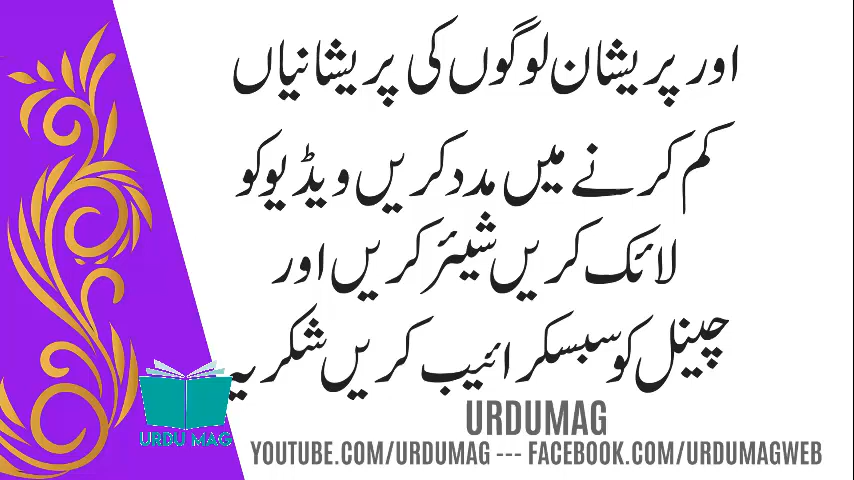 اور پریشان لوگوں کی پریشانیاں
کم کرنے میں مدد کریں ویڈیو کو
لائک کریں شیئر کریں اور
چینل کو سبسکرائیب کریں شکریہ
URDU MAG
URDUMAG
YOUTUBE.COM/URDUMAG --- FACEBOOK.COM/URDUMAGWEB